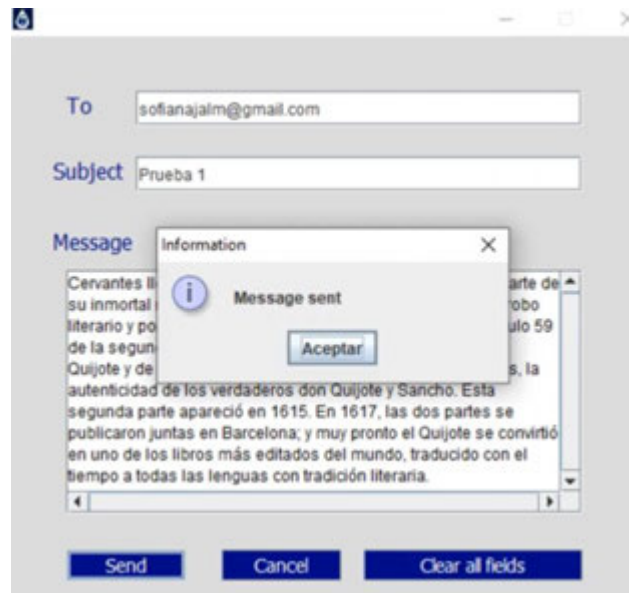 To
sofianajalm@gmail.com
Subject
Prueba 1
Message
Information
Message sent
Aceptar
Cervantes arte de
su inmortal robo
literario y ulo 59
de la
Quijote y de s, la
autenticidad de los verdaderos don Quijote y Sancho. Esta
segunda parte apareció en 1615. En 1617, las dos partes se
publicaron juntas en Barcelona; y muy pronto el Quijote se convirtió
en uno de los libros más editados del mundo, traducido con el
tiempo a todas las lenguas con tradición literaria.
Send
Cancel
Clear all fields